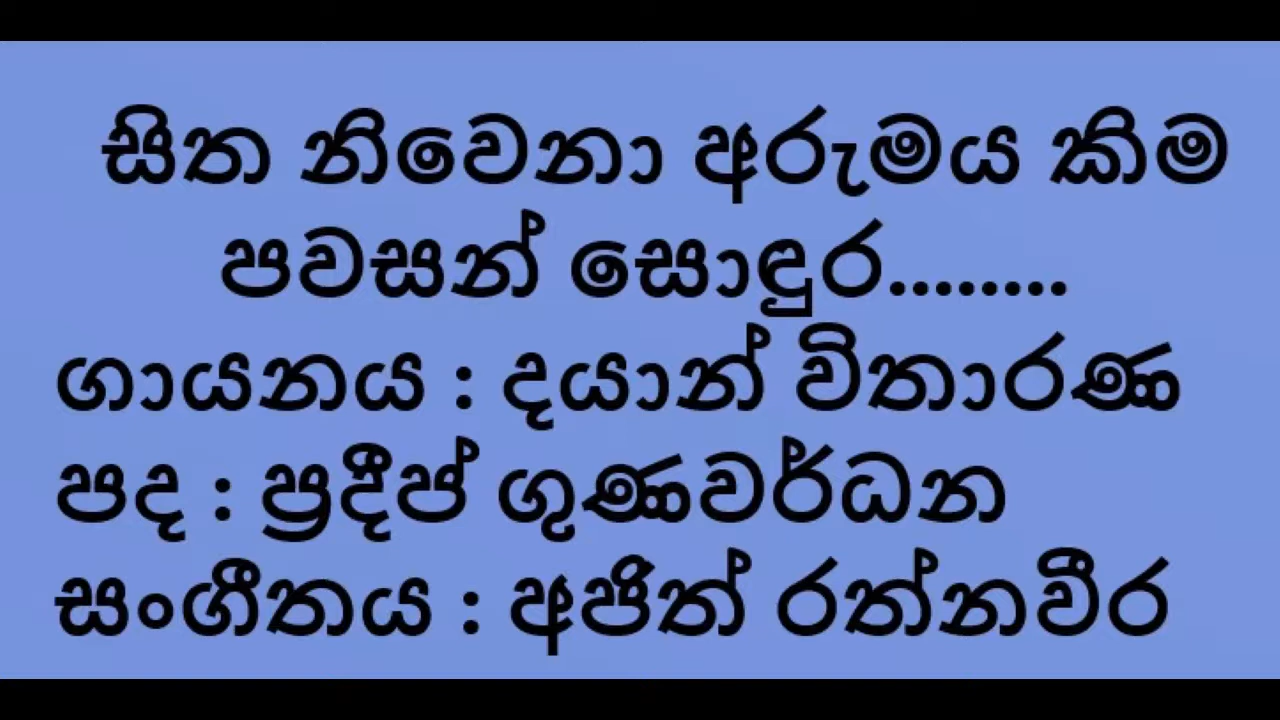 සිත නිවෙනා අරුමය කිම
පවසන් සොඳුර........
ගායනය : දයාන් විතාරණ
පද : ප්‍රදීප් ගුණවර්ධන
සංගීතය : අජිත් රත්නවීර